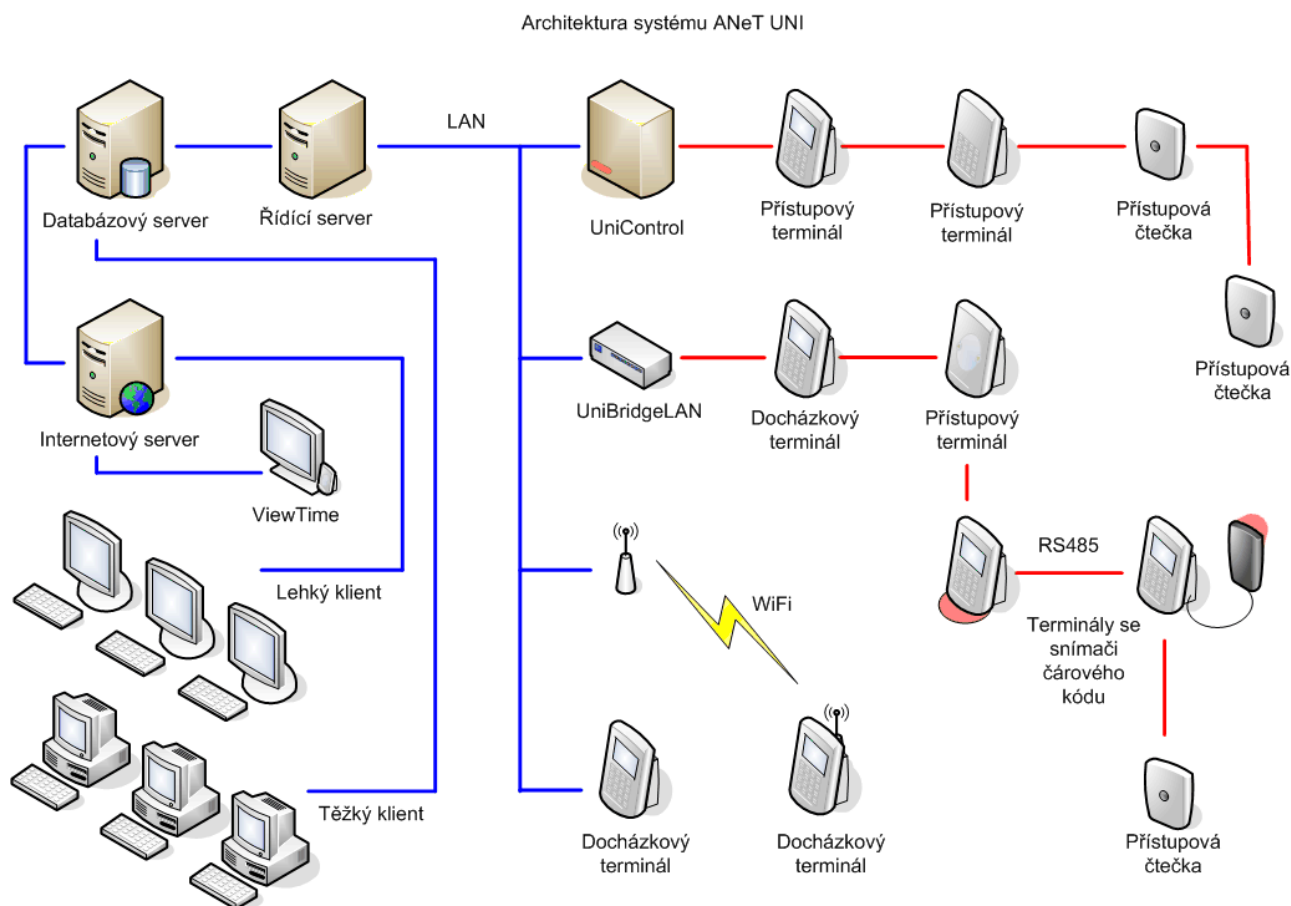 Architektura systému ANeT UNI
LAN
Databázový server
Řídící server
UniControl
Přístupový
terminál
Přístupový
terminál
Přístupová
čtečka
Přístupová
čtečka
Internetový server
UniBridgeLAN
Docházkový
terminál
Přístupový
terminál
ViewTime
Lehký klient
WiFi
RS485
Terminály se
snímači
čárového
kódu
Těžký klient
Docházkový
terminál
Docházkový
terminál
Přístupová
čtečka